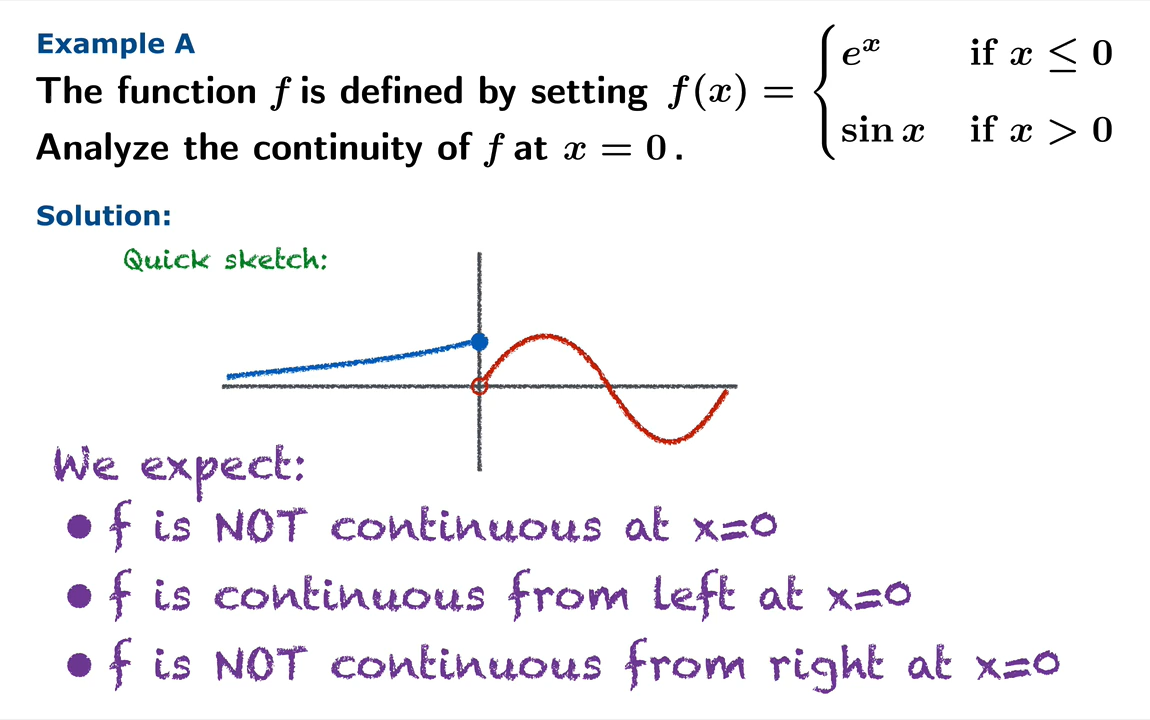 Example A
The function f is defined by setting f(x) = { e^x if x ≤ 0
sin x if x > 0
Analyze the continuity of f at x = 0.
Solution:
Quick sketch:
We expect:
• f is NOT continuous at x=0
• f is continuous from left at x=0
• f is NOT continuous from right at x=0